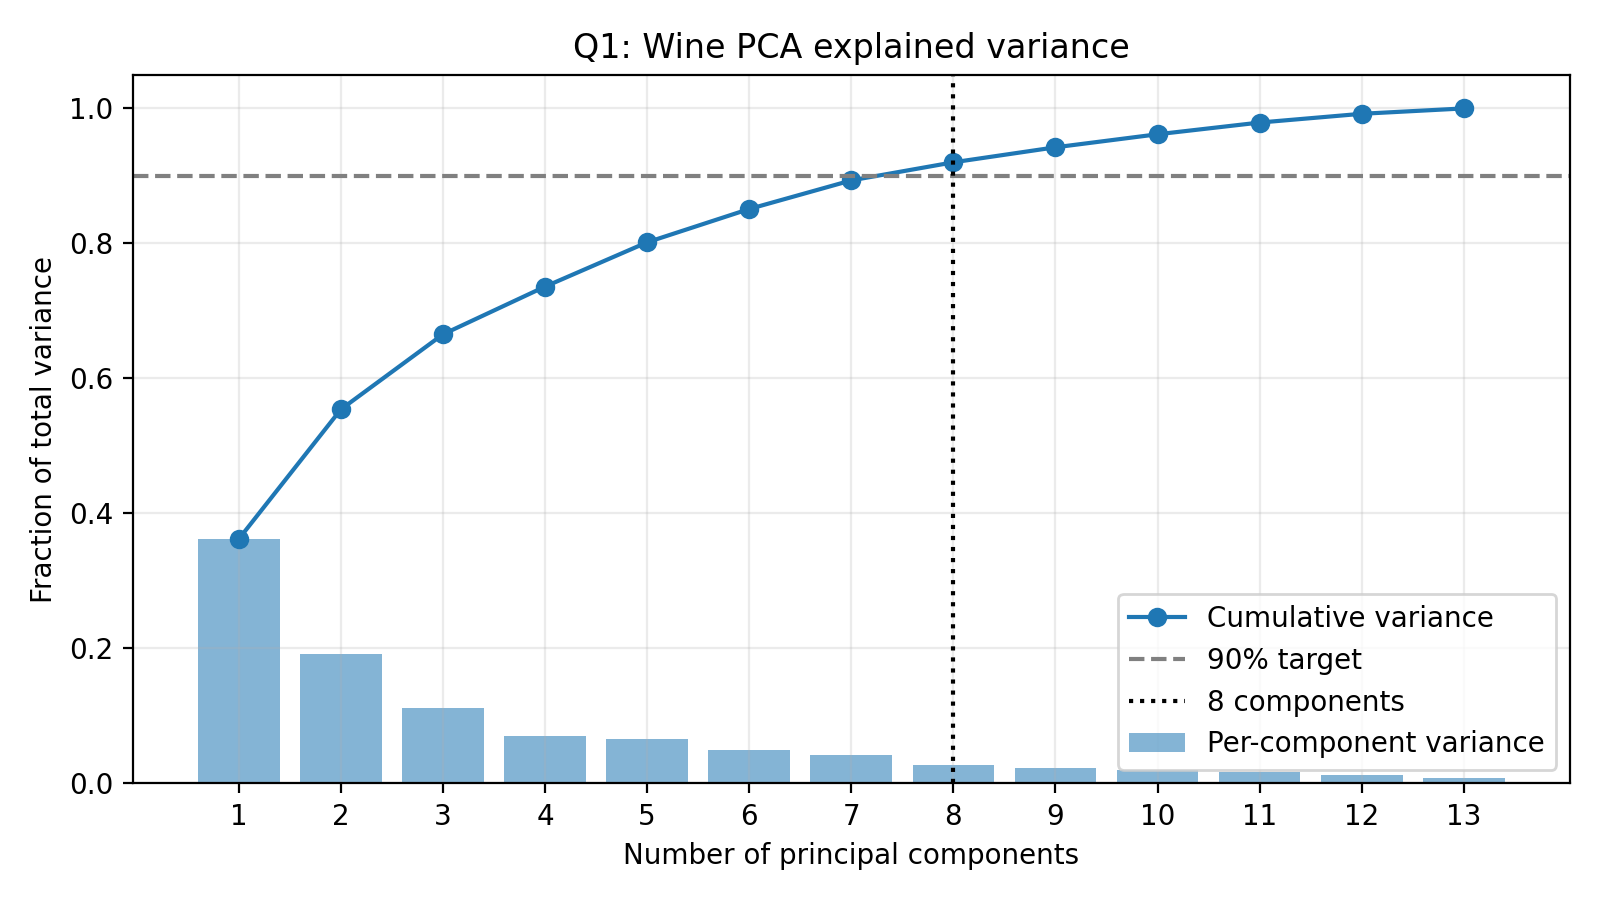 Q1: Wine PCA explained variance
Fraction of total variance
1.0
0.8
0.6
0.4
0.2
0.0
Cumulative variance
90% target
8 components
Per-component variance
1 2 3 4 5 6 7 8 9 10 11 12 13
Number of principal components